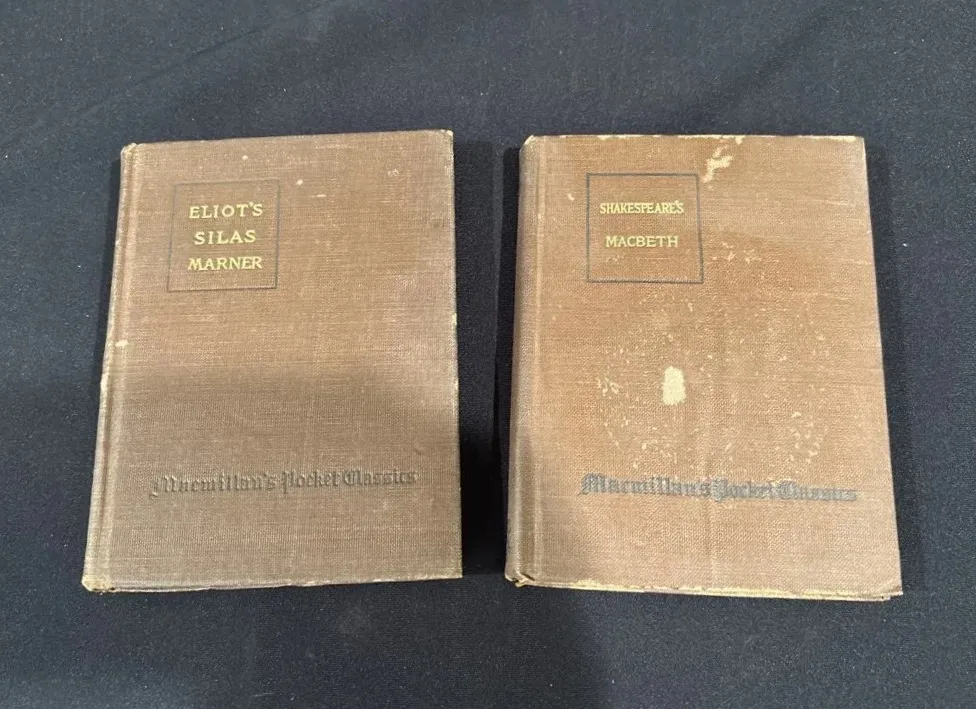 ELIOT'S
SILAS
MARNER
Macmillan's Pocket Classics
SHAKESPEARE'S
MACBETH
Macmillan's Pocket Classics